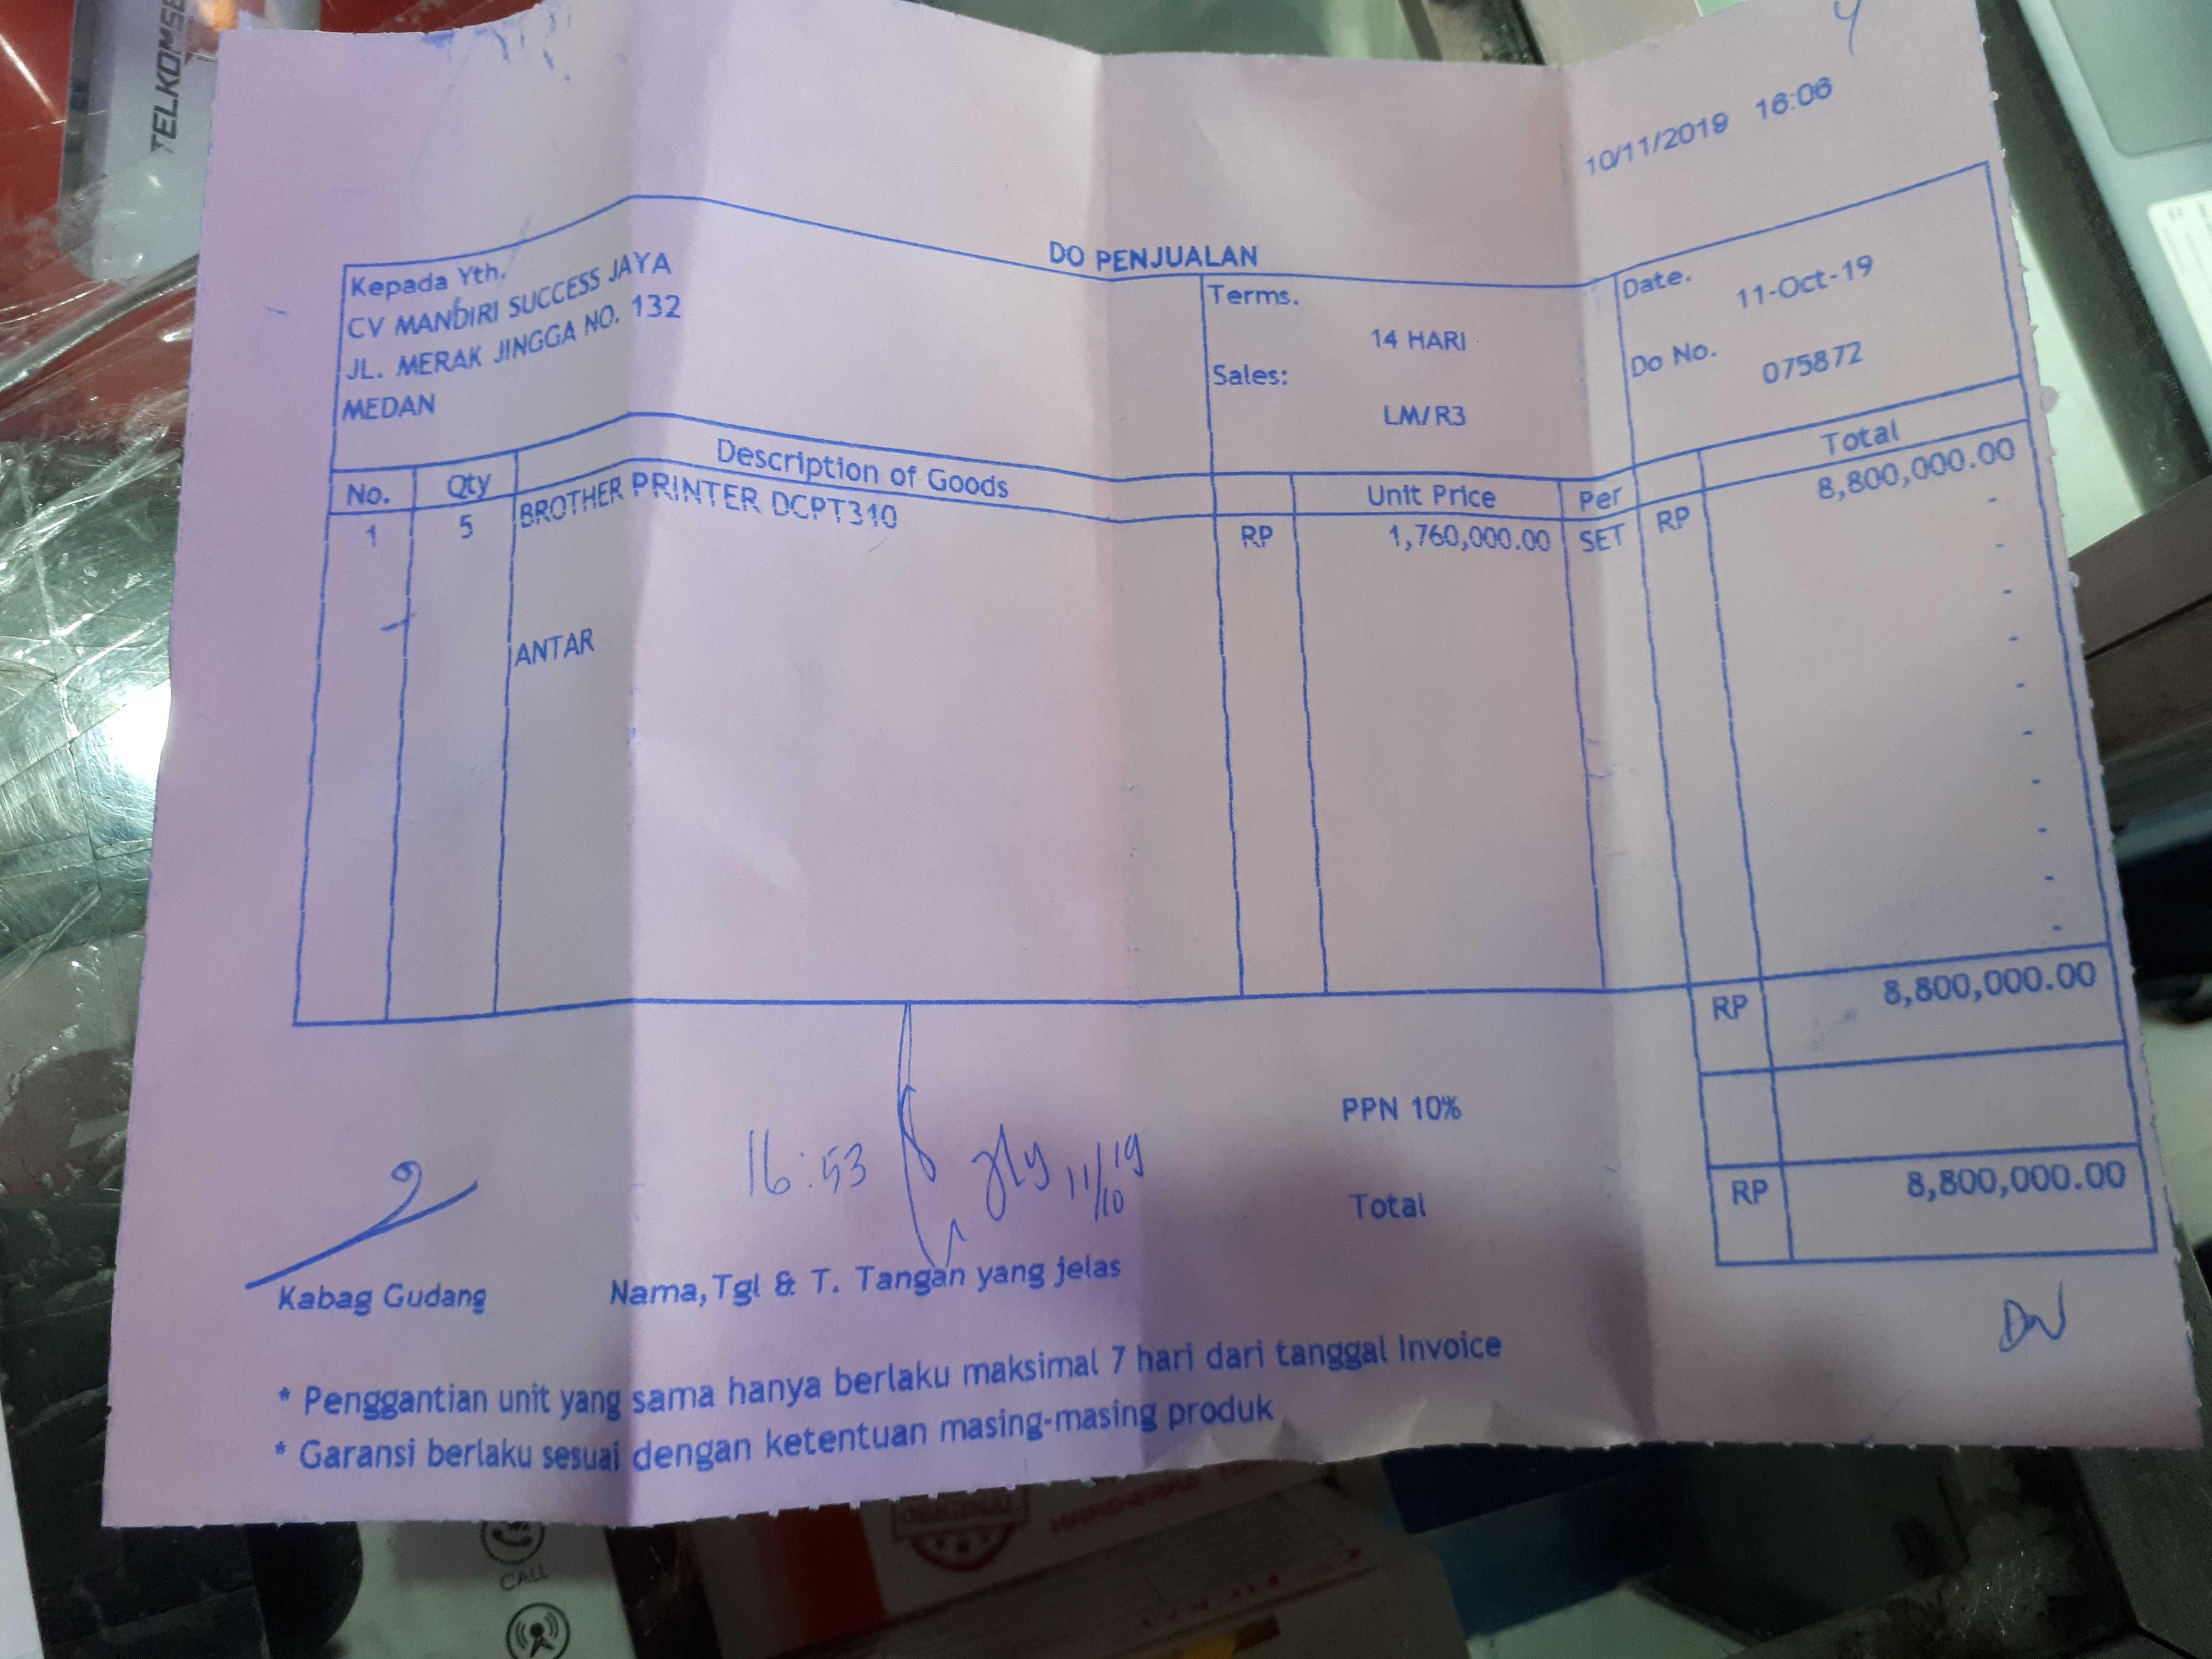 TELKOMSE
10/11/2019 16:06
DO PENJUALAN
Kepada Yth.
CV MANDIRI SUCCESS JAYA
JL. MERAK JINGGA NO. 132
MEDAN
Terms.
14 HARI
Sales:
LM/R3
Date.
11-Oct-19
Do No.
075872
No. Qty Description of Goods Unit Price Per Total
1 5 BROTHER PRINTER DCPT310 RP 1,760,000.00 SET RP 8,800,000.00
-
-
-
-
-
-
-
-
-
-
ANTAR
RP 8,800,000.00
PPN 10%
Total RP 8,800,000.00
16:53
11/10 19
Kabag Gudang
Nama, Tgl & T. Tangan yang jelas
* Penggantian unit yang sama hanya berlaku maksimal 7 hari dari tanggal Invoice
* Garansi berlaku sesuai dengan ketentuan masing-masing produk
ORIGINAL
CALL